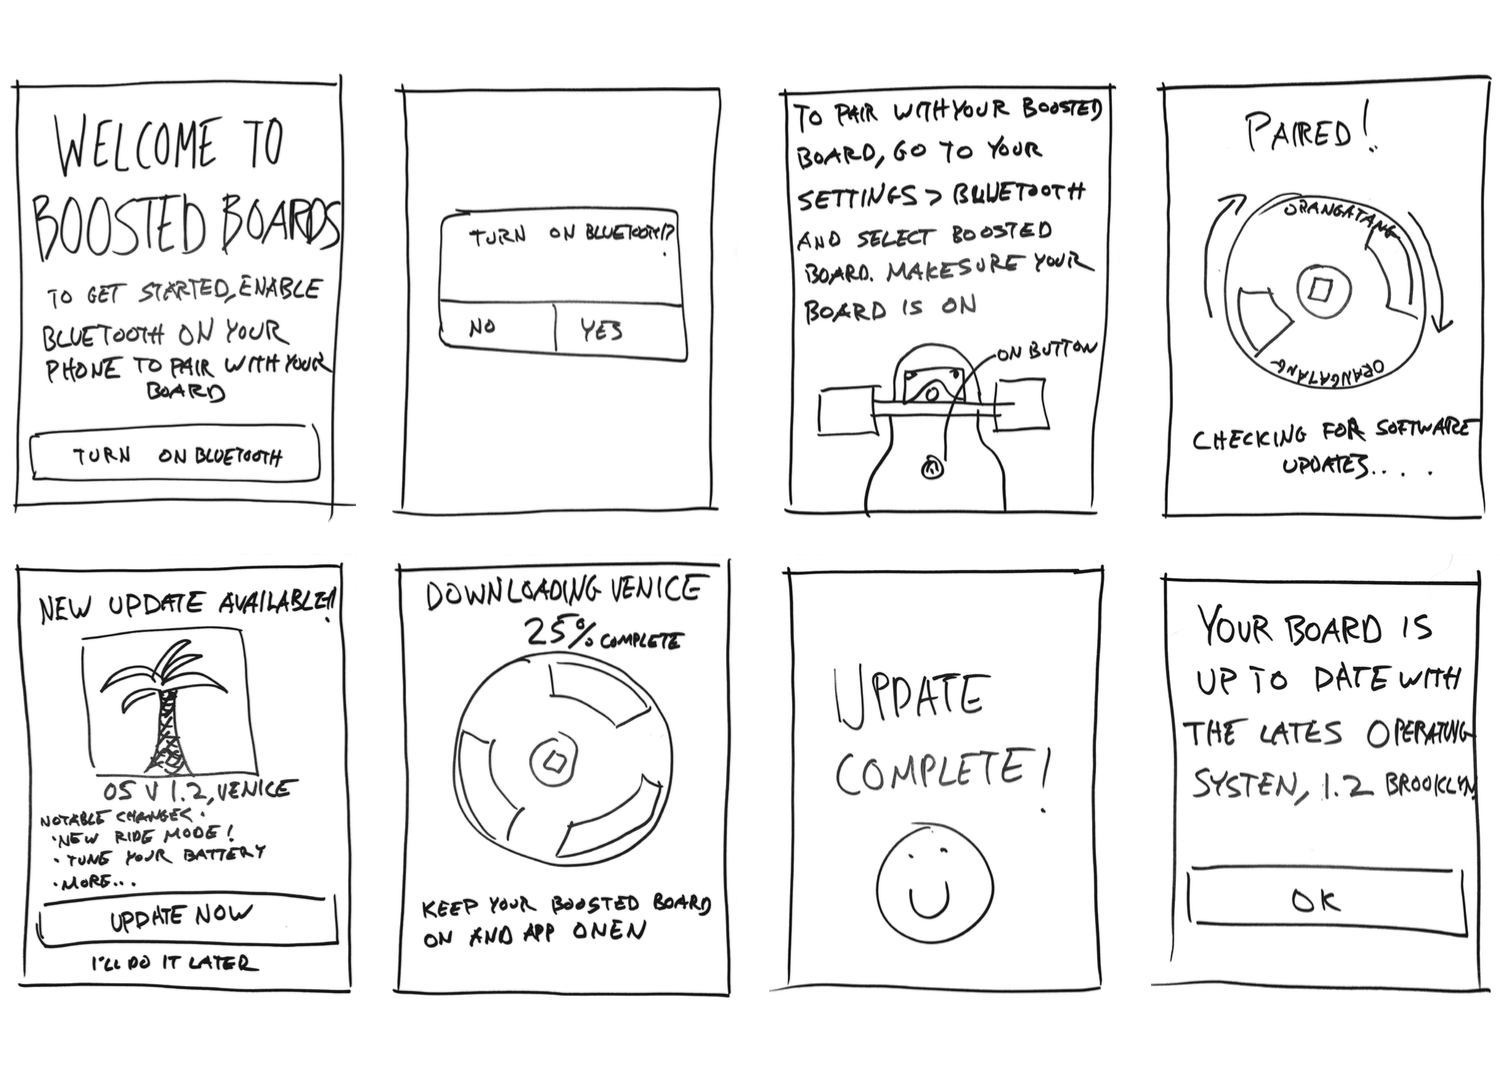 WELCOME TO
BOOSTED BOARDS
TO GET STARTED, ENABLE
BLUETOOTH ON YOUR
PHONE TO PAIR WITH YOUR
BOARD
TURN ON BLUETOOTH
TURN ON BLUETOOTH?
NO
YES
TO PAIR WITH YOUR BOOSTED
BOARD, GO TO YOUR
SETTINGS > BLUETOOTH
AND SELECT BOOSTED
BOARD. MAKE SURE YOUR
BOARD IS ON
ON BUTTON
PAIRED!
ORANGATANG
ORANGATANG
CHECKING FOR SOFTWARE
UPDATES....
NEW UPDATE AVAILABLE!!
OS V 1.2, VENICE
NOTABLE CHANGES.
· NEW RIDE MODE!
· TUNE YOUR BATTERY
· MORE...
UPDATE NOW
I'LL DO IT LATER
DOWNLOADING VENICE
25% COMPLETE
KEEP YOUR BOOSTED BOARD
ON AND APP ONEN
UPDATE
COMPLETE!
YOUR BOARD IS
UP TO DATE WITH
THE LATES OPERATING
SYSTEN, 1.2 BROOKLYN
OK